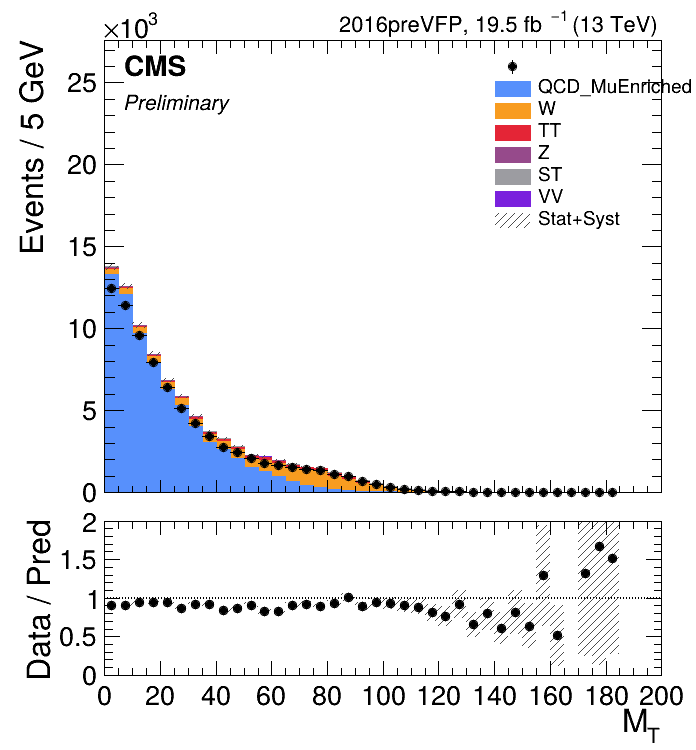 ×10³
2016preVFP, 19.5 fb ⁻¹ (13 TeV)
CMS
Preliminary
QCD_MuEnriched
W
TT
Z
ST
VV
Stat+Syst
Events / 5 GeV
25
20
15
10
5
0
Data / Pred
2
1.5
1
0.5
0
0 20 40 60 80 100 120 140 160 180 200
M_T